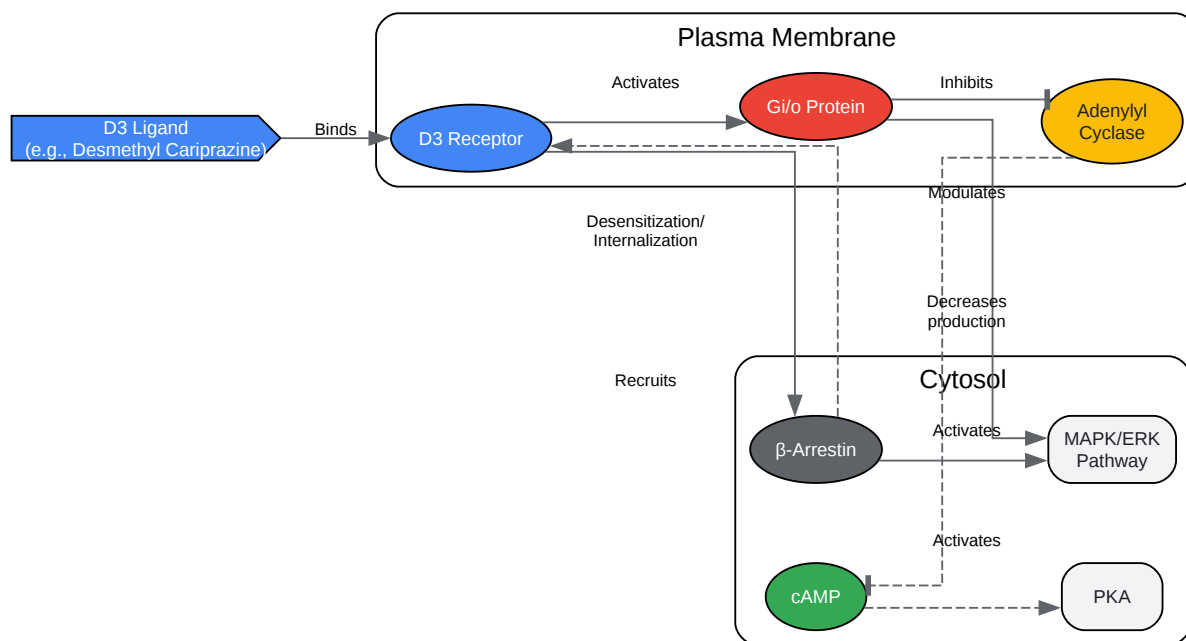 Plasma Membrane
Activates
Inhibits
Gi/o Protein
Adenylyl
Cyclase
D3 Ligand
(e.g., Desmethyl Cariprazine)
Binds
D3 Receptor
Modulates
Desensitization/
Internalization
Decreases
production
Recruits
Cytosol
Activates
β-Arrestin
MAPK/ERK
Pathway
Activates
cAMP
PKA